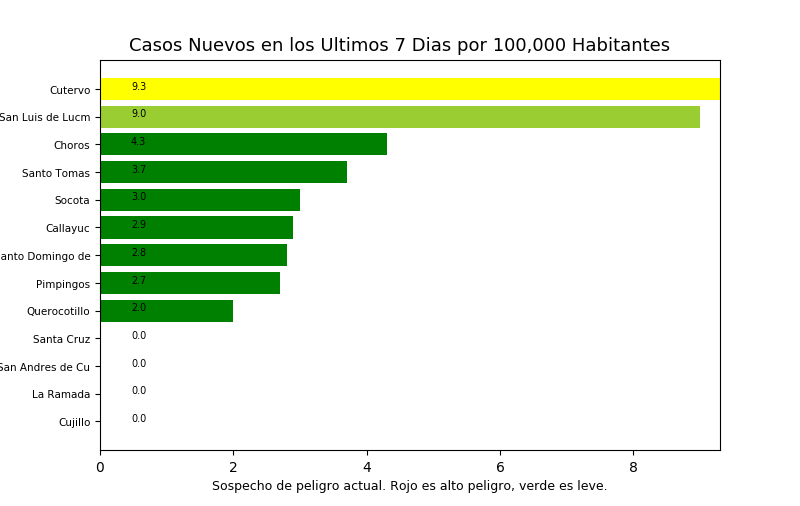 Casos Nuevos en los Ultimos 7 Dias por 100,000 Habitantes
Cutervo 9.3
San Luis de Lucm 9.0
Choros 4.3
Santo Tomas 3.7
Socota 3.0
Callayuc 2.9
anto Domingo de 2.8
Pimpingos 2.7
Querocotillo 2.0
Santa Cruz 0.0
San Andres de Cu 0.0
La Ramada 0.0
Cujillo 0.0
0 2 4 6 8
Sospecho de peligro actual. Rojo es alto peligro, verde es leve.